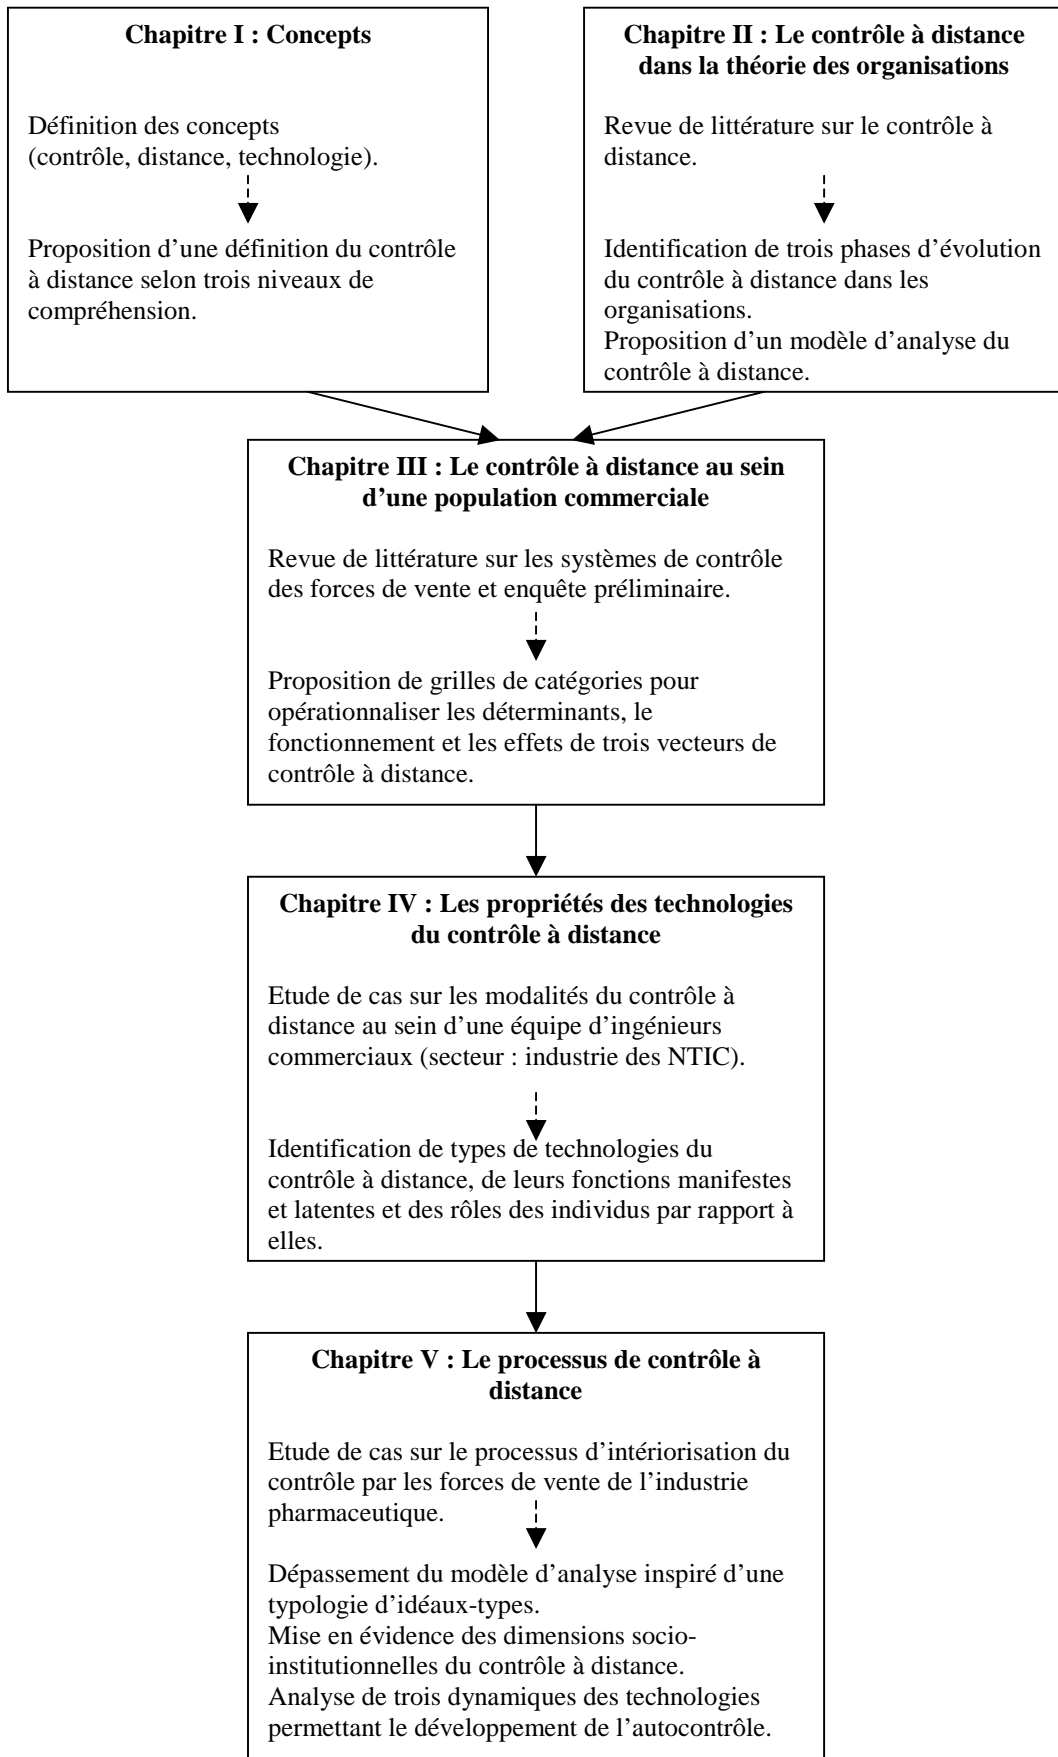 Chapitre I : Concepts
Définition des concepts
(contrôle, distance, technologie).
Proposition d’une définition du contrôle
à distance selon trois niveaux de
compréhension.
Chapitre II : Le contrôle à distance
dans la théorie des organisations
Revue de littérature sur le contrôle à
distance.
Identification de trois phases d’évolution
du contrôle à distance dans les
organisations.
Proposition d’un modèle d’analyse du
contrôle à distance.
Chapitre III : Le contrôle à distance au sein
d’une population commerciale
Revue de littérature sur les systèmes de contrôle
des forces de vente et enquête préliminaire.
Proposition de grilles de catégories pour
opérationnaliser les déterminants, le
fonctionnement et les effets de trois vecteurs de
contrôle à distance.
Chapitre IV : Les propriétés des technologies
du contrôle à distance
Etude de cas sur les modalités du contrôle à
distance au sein d’une équipe d’ingénieurs
commerciaux (secteur : industrie des NTIC).
Identification de types de technologies du
contrôle à distance, de leurs fonctions manifestes
et latentes et des rôles des individus par rapport à
elles.
Chapitre V : Le processus de contrôle à
distance
Etude de cas sur le processus d’intériorisation du
contrôle par les forces de vente de l’industrie
pharmaceutique.
Dépassement du modèle d’analyse inspiré d’une
typologie d’idéaux-types.
Mise en évidence des dimensions socio-
institutionnelles du contrôle à distance.
Analyse de trois dynamiques des technologies
permettant le développement de l’autocontrôle.